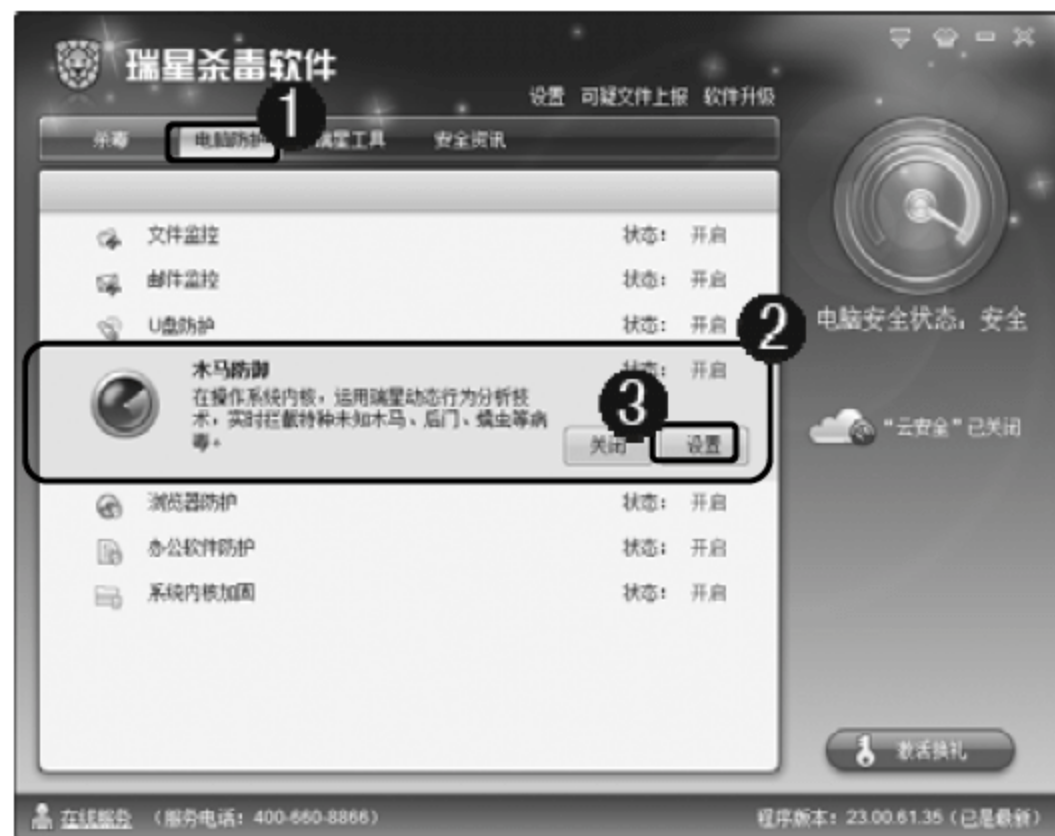 瑞星杀毒软件
设置 可疑文件上报 软件升级
1
杀毒 电脑防护 瑞星工具 安全资讯
文件监控 状态： 开启
邮件监控 状态： 开启
U盘防护 状态： 开启
2
电脑安全状态：安全
木马防御 状态： 开启
在操作系统内核，运用瑞星动态行为分析技
术，实时拦截特种未知木马、后门、蠕虫等病
毒。
3
关闭 设置
“云安全”已关闭
浏览器防护 状态： 开启
办公软件防护 状态： 开启
系统内核加固 状态： 开启
激活换礼
在线服务 （服务电话：400-660-8866）
程序版本：23.00.61.35（已是最新）